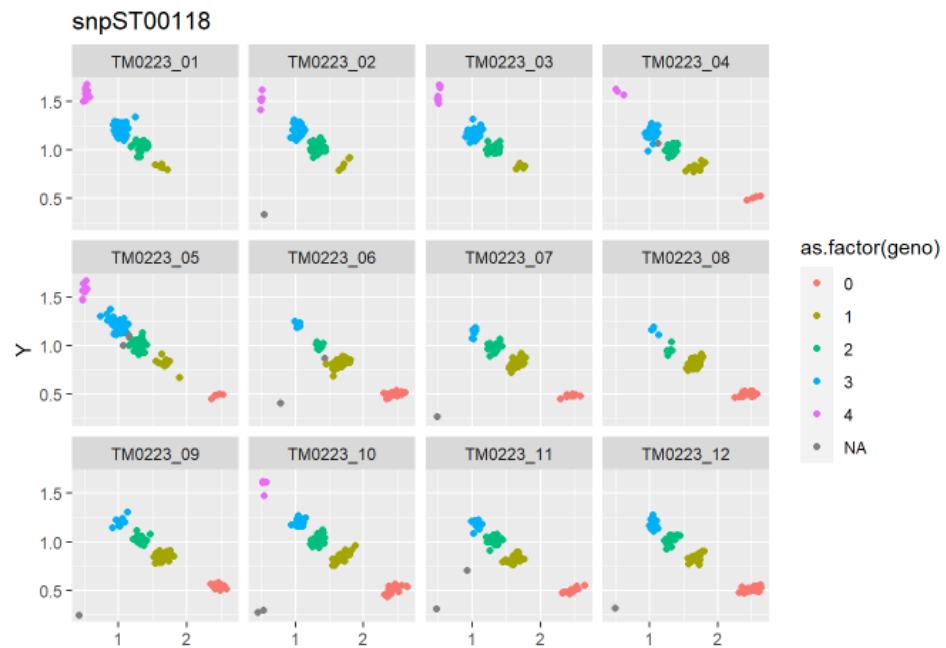 snpST00118
TM0223_01 TM0223_02 TM0223_03 TM0223_04
1.5
1.0
0.5
TM0223_05 TM0223_06 TM0223_07 TM0223_08
1.5
1.0
0.5
Y
TM0223_09 TM0223_10 TM0223_11 TM0223_12
1.5
1.0
0.5
1 2 1 2 1 2 1 2
as.factor(geno)
0
1
2
3
4
NA